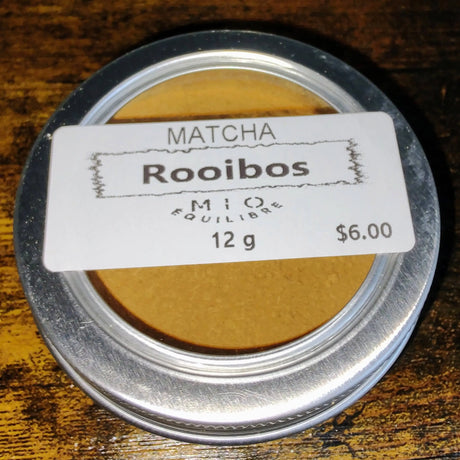 MATCHA
Rooibos
MIO
EQUILIBRE
12 g
$6.00